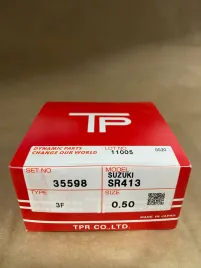 TP
DYNAMIC PARTS
CHANGE OUR WORLD
LOT NO
11005
SET NO.
35598
MODEL
SUZUKI
SR413
TYPE
3F
SIZE
0.50
MADE IN JAPAN
TPR CO.,LTD.